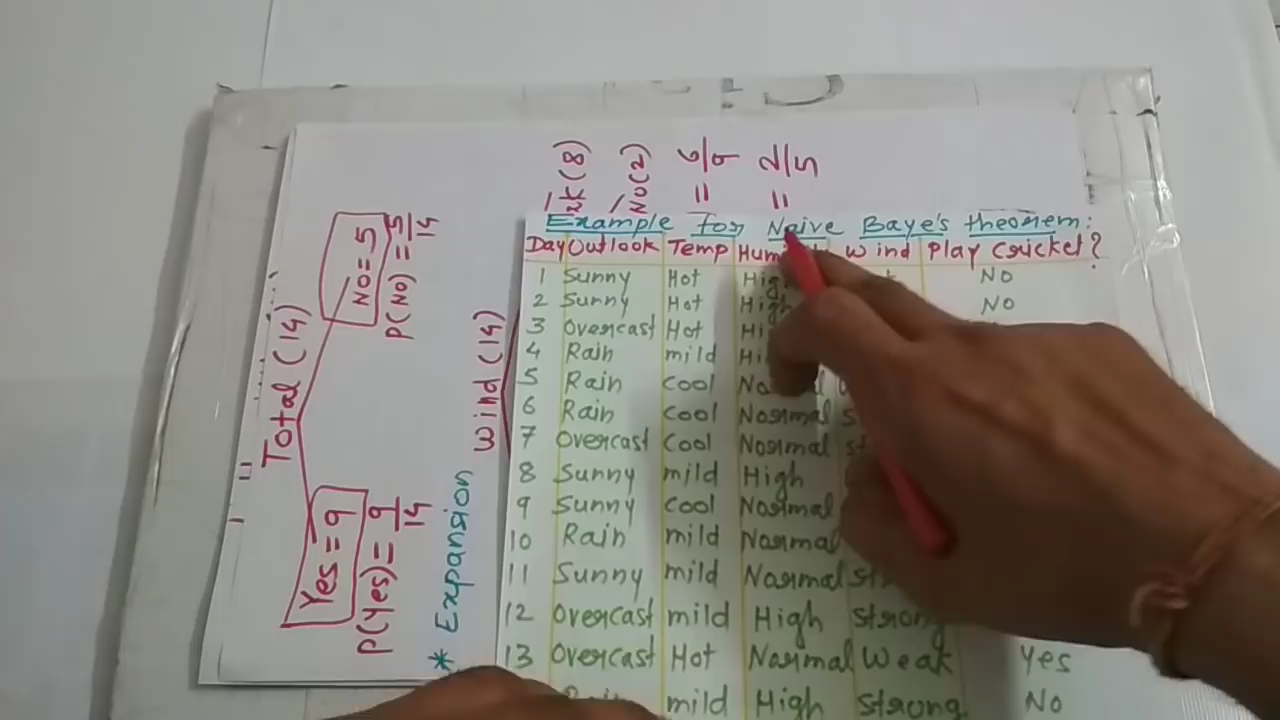 Example for Naive Baye's theorem:
Day Outlook Temp wind Play Cricket?
1 Sunny Hot High NO
2 Sunny Hot High NO
3 Overcast Hot
4 Rain mild
5 Rain cool
6 Rain cool Normal
7 Overcast cool Normal
8 Sunny mild High
9 Sunny cool Normal
10 Rain mild Normal
11 Sunny mild Normal
12 Overcast mild High strong
13 Overcast Hot Normal weak Yes
mild High strong No
Total (14)
Yes = 9
P(Yes) = 9/14
NO = 5
P(NO) = 5/14
* Expansion
wind (14)
(8)
NO(2)
= 6/9
= 2/5